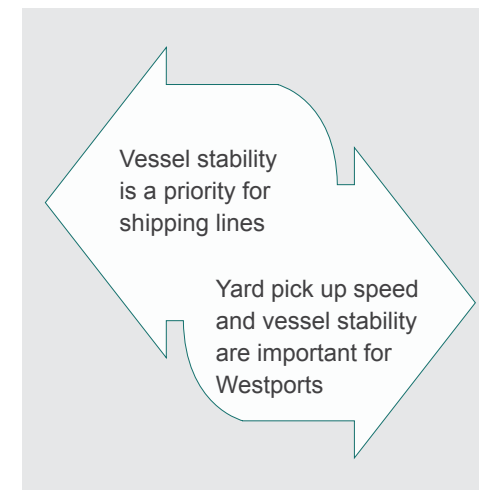 Vessel stability
is a priority for
shipping lines
Yard pick up speed
and vessel stability
are important for
Westports